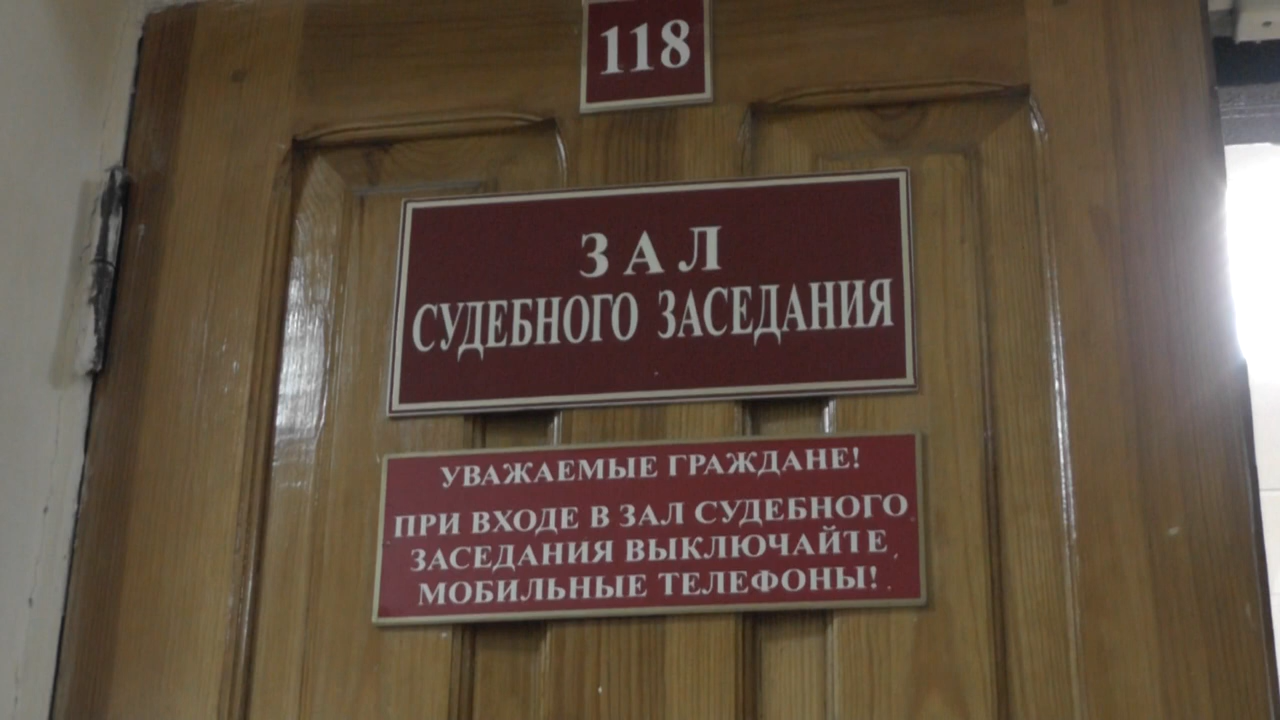 118
ЗАЛ
СУДЕБНОГО ЗАСЕДАНИЯ
УВАЖАЕМЫЕ ГРАЖДАНЕ!
ПРИ ВХОДЕ В ЗАЛ СУДЕБНОГО
ЗАСЕДАНИЯ ВЫКЛЮЧАЙТЕ
МОБИЛЬНЫЕ ТЕЛЕФОНЫ!